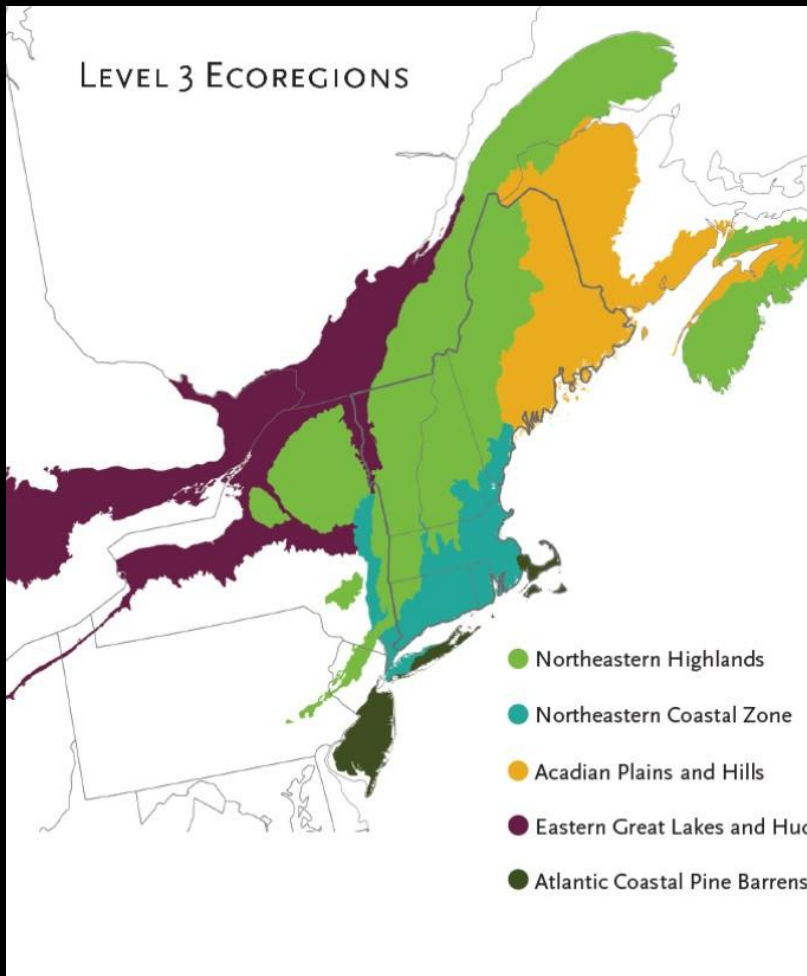 Level 3 Ecoregions
Northeastern Highlands
Northeastern Coastal Zone
Acadian Plains and Hills
Eastern Great Lakes and Hud
Atlantic Coastal Pine Barrens